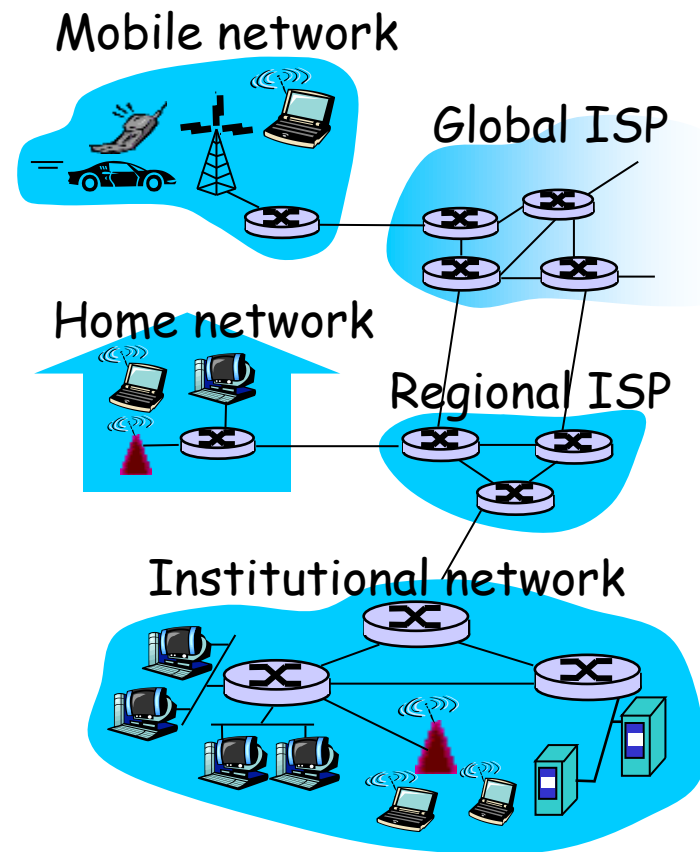 Mobile network
Global ISP
Home network
Regional ISP
Institutional network